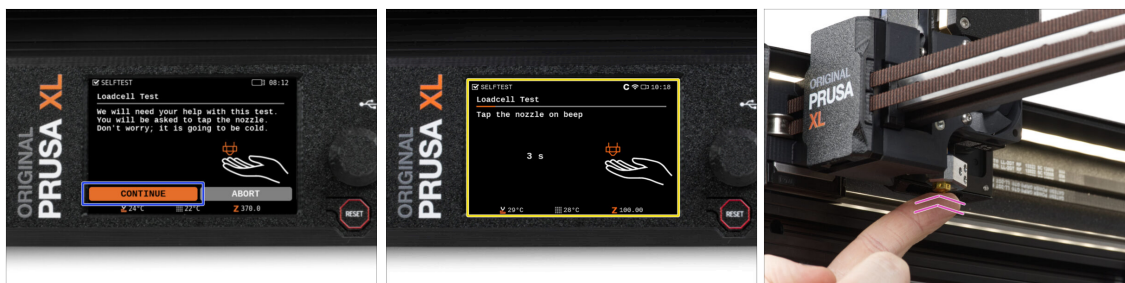 ORIGINAL
PRUSA XL
SELFTEST 08:12
Loadcell Test
We will need your help with this test.
You will be asked to tap the nozzle.
Don't worry; it is going to be cold.
CONTINUE ABORT
24°C 22°C Z 370.0
RESET
ORIGINAL
PRUSA XL
SELFTEST 10:10
Loadcell Test
Tap the nozzle on beep
3 s
29°C 28°C Z 100.00
RESET
ORIGINAL
PRUSA
XL